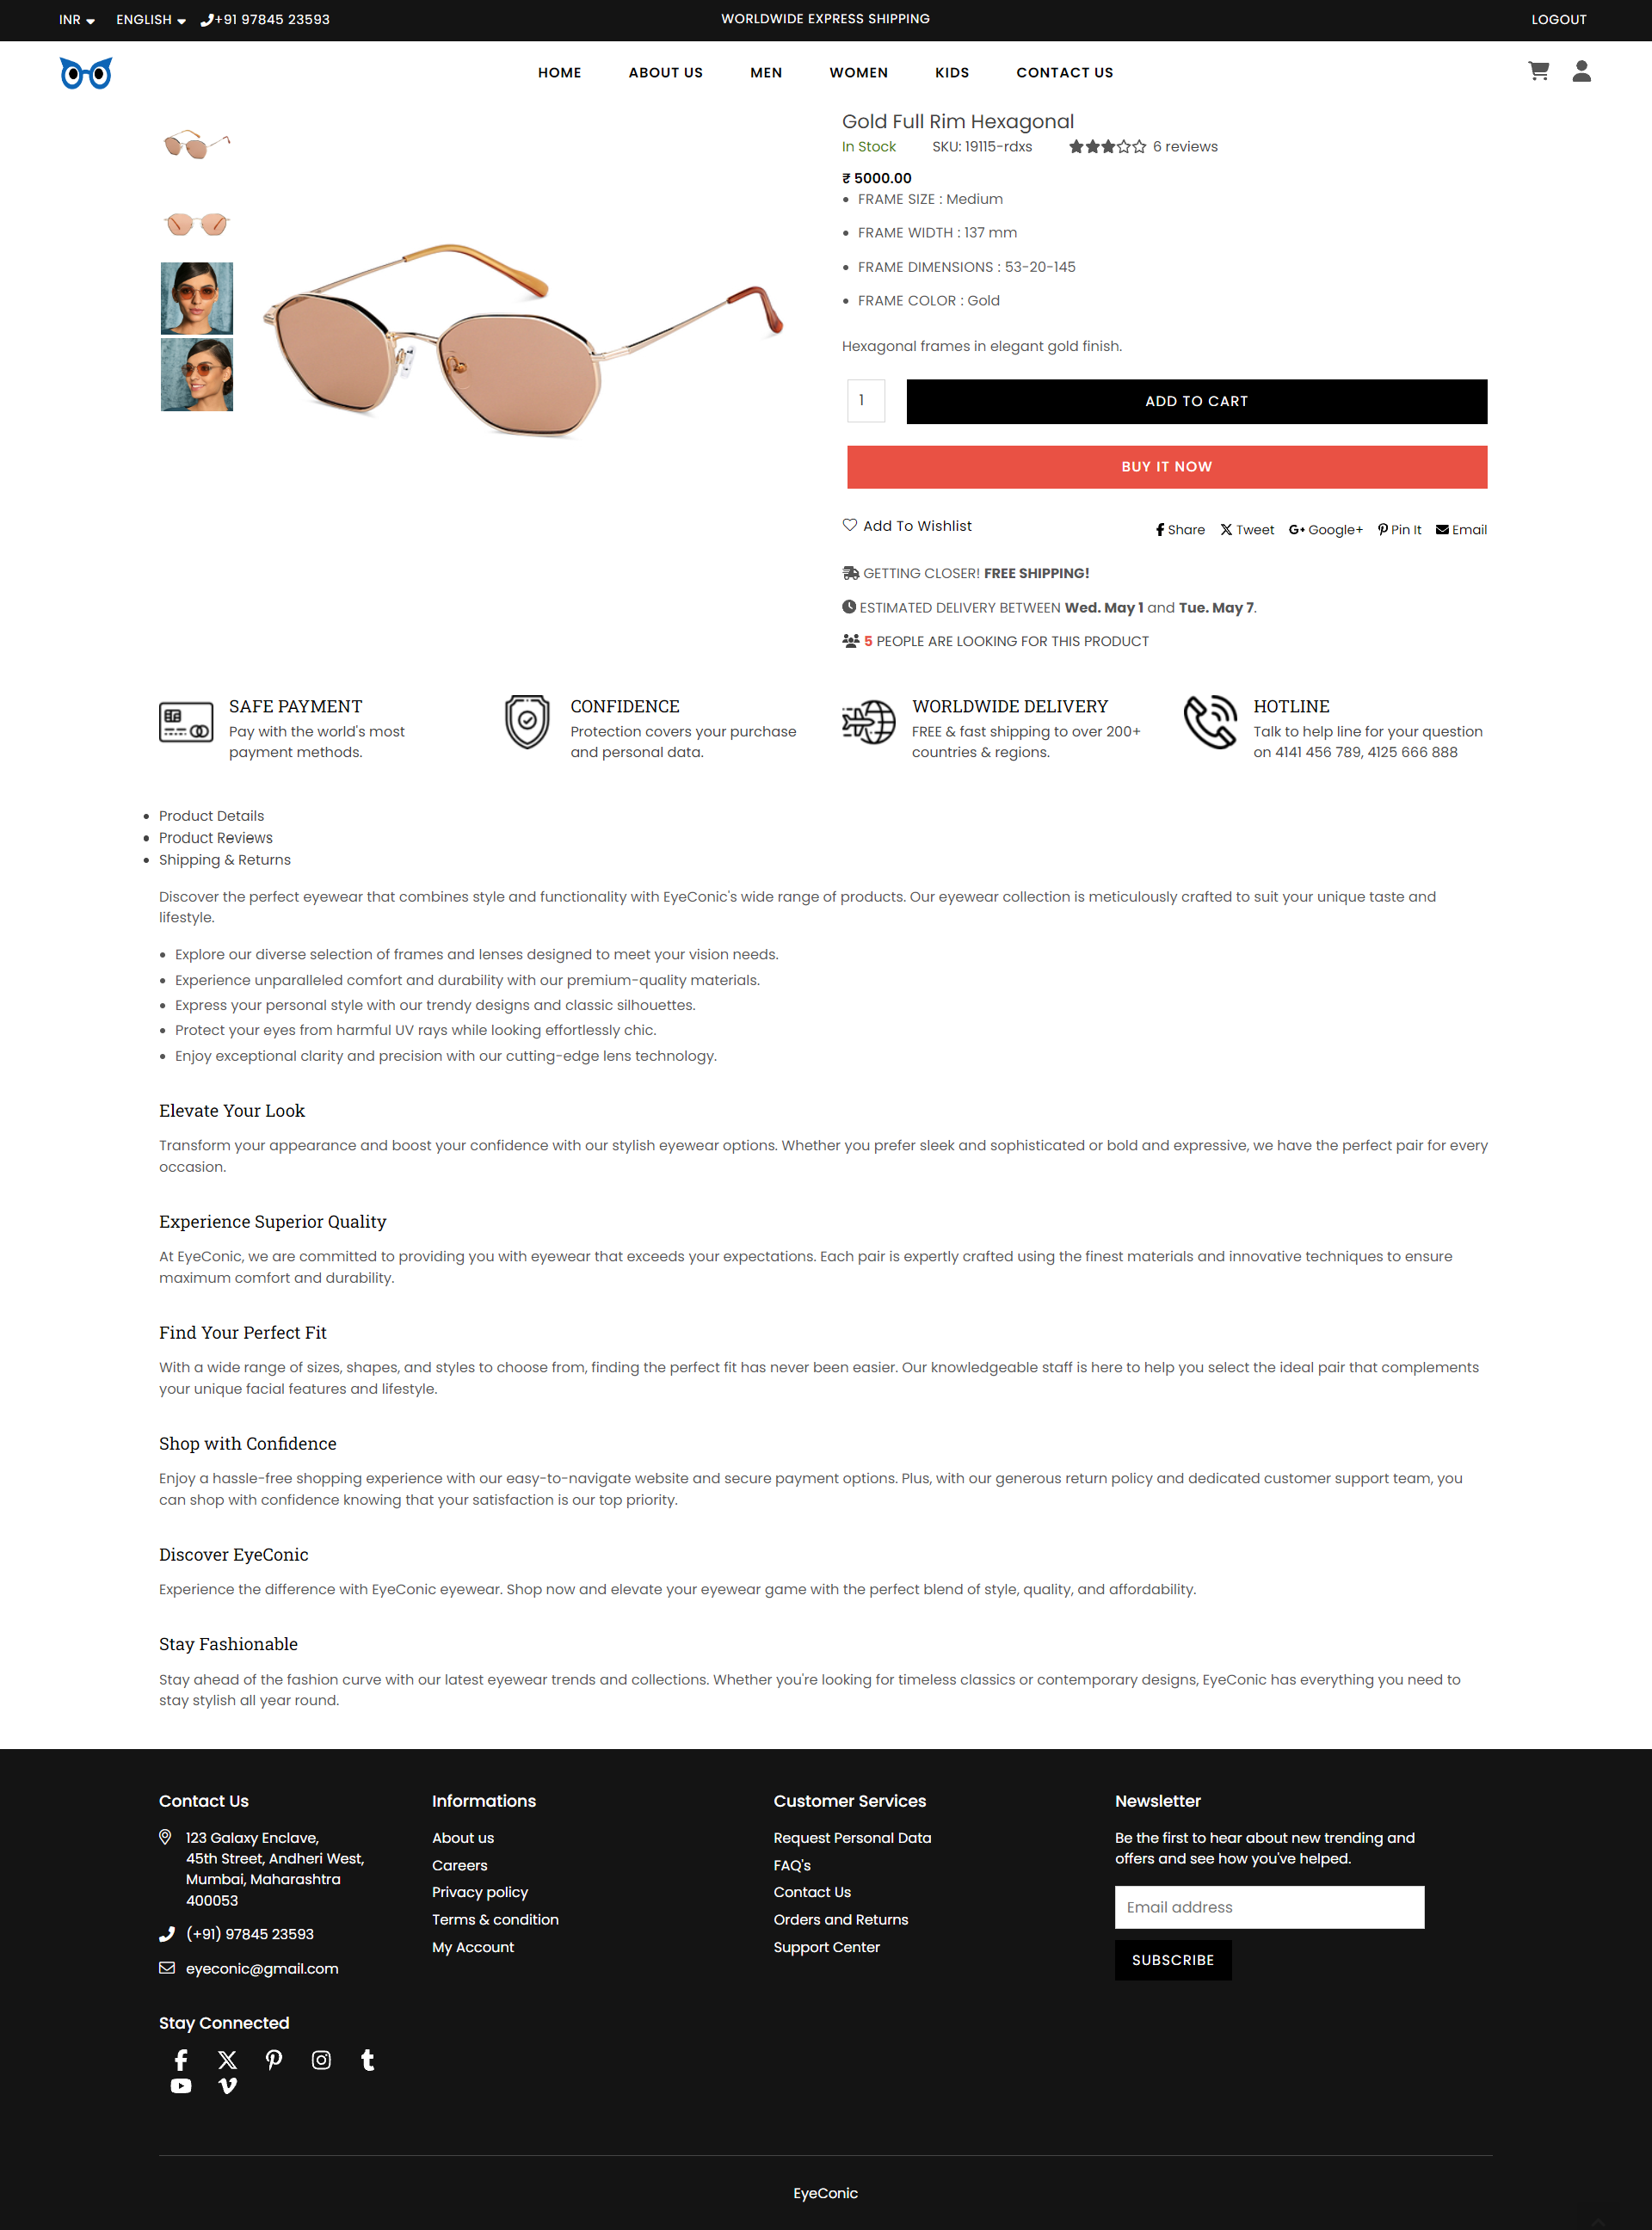 INR
ENGLISH
+91 97845 23593
WORLDWIDE EXPRESS SHIPPING
LOGOUT
HOME
ABOUT US
MEN
WOMEN
KIDS
CONTACT US
Gold Full Rim Hexagonal
In Stock
SKU: 19115-rdxs
6 reviews
₹ 5000.00
FRAME SIZE : Medium
FRAME WIDTH : 137 mm
FRAME DIMENSIONS : 53-20-145
FRAME COLOR : Gold
Hexagonal frames in elegant gold finish.
1
ADD TO CART
BUY IT NOW
Add To Wishlist
Share
Tweet
Google+
Pin It
Email
GETTING CLOSER! FREE SHIPPING!
ESTIMATED DELIVERY BETWEEN Wed. May 1 and Tue. May 7.
5 PEOPLE ARE LOOKING FOR THIS PRODUCT
SAFE PAYMENT
Pay with the world's most
payment methods.
CONFIDENCE
Protection covers your purchase
and personal data.
WORLDWIDE DELIVERY
FREE & fast shipping to over 200+
countries & regions.
HOTLINE
Talk to help line for your question
on 4141 456 789, 4125 666 888
Product Details
Product Reviews
Shipping & Returns
Discover the perfect eyewear that combines style and functionality with EyeConic's wide range of products. Our eyewear collection is meticulously crafted to suit your unique taste and
lifestyle.
Explore our diverse selection of frames and lenses designed to meet your vision needs.
Experience unparalleled comfort and durability with our premium-quality materials.
Express your personal style with our trendy designs and classic silhouettes.
Protect your eyes from harmful UV rays while looking effortlessly chic.
Enjoy exceptional clarity and precision with our cutting-edge lens technology.
Elevate Your Look
Transform your appearance and boost your confidence with our stylish eyewear options. Whether you prefer sleek and sophisticated or bold and expressive, we have the perfect pair for every
occasion.
Experience Superior Quality
At EyeConic, we are committed to providing you with eyewear that exceeds your expectations. Each pair is expertly crafted using the finest materials and innovative techniques to ensure
maximum comfort and durability.
Find Your Perfect Fit
With a wide range of sizes, shapes, and styles to choose from, finding the perfect fit has never been easier. Our knowledgeable staff is here to help you select the ideal pair that complements
your unique facial features and lifestyle.
Shop with Confidence
Enjoy a hassle-free shopping experience with our easy-to-navigate website and secure payment options. Plus, with our generous return policy and dedicated customer support team, you
can shop with confidence knowing that your satisfaction is our top priority.
Discover EyeConic
Experience the difference with EyeConic eyewear. Shop now and elevate your eyewear game with the perfect blend of style, quality, and affordability.
Stay Fashionable
Stay ahead of the fashion curve with our latest eyewear trends and collections. Whether you're looking for timeless classics or contemporary designs, EyeConic has everything you need to
stay stylish all year round.
Contact Us
123 Galaxy Enclave,
45th Street, Andheri West,
Mumbai, Maharashtra
400053
(+91) 97845 23593
eyeconic@gmail.com
Stay Connected
Informations
About us
Careers
Privacy policy
Terms & condition
My Account
Customer Services
Request Personal Data
FAQ's
Contact Us
Orders and Returns
Support Center
Newsletter
Be the first to hear about new trending and
offers and see how you've helped.
Email address
SUBSCRIBE
EyeConic